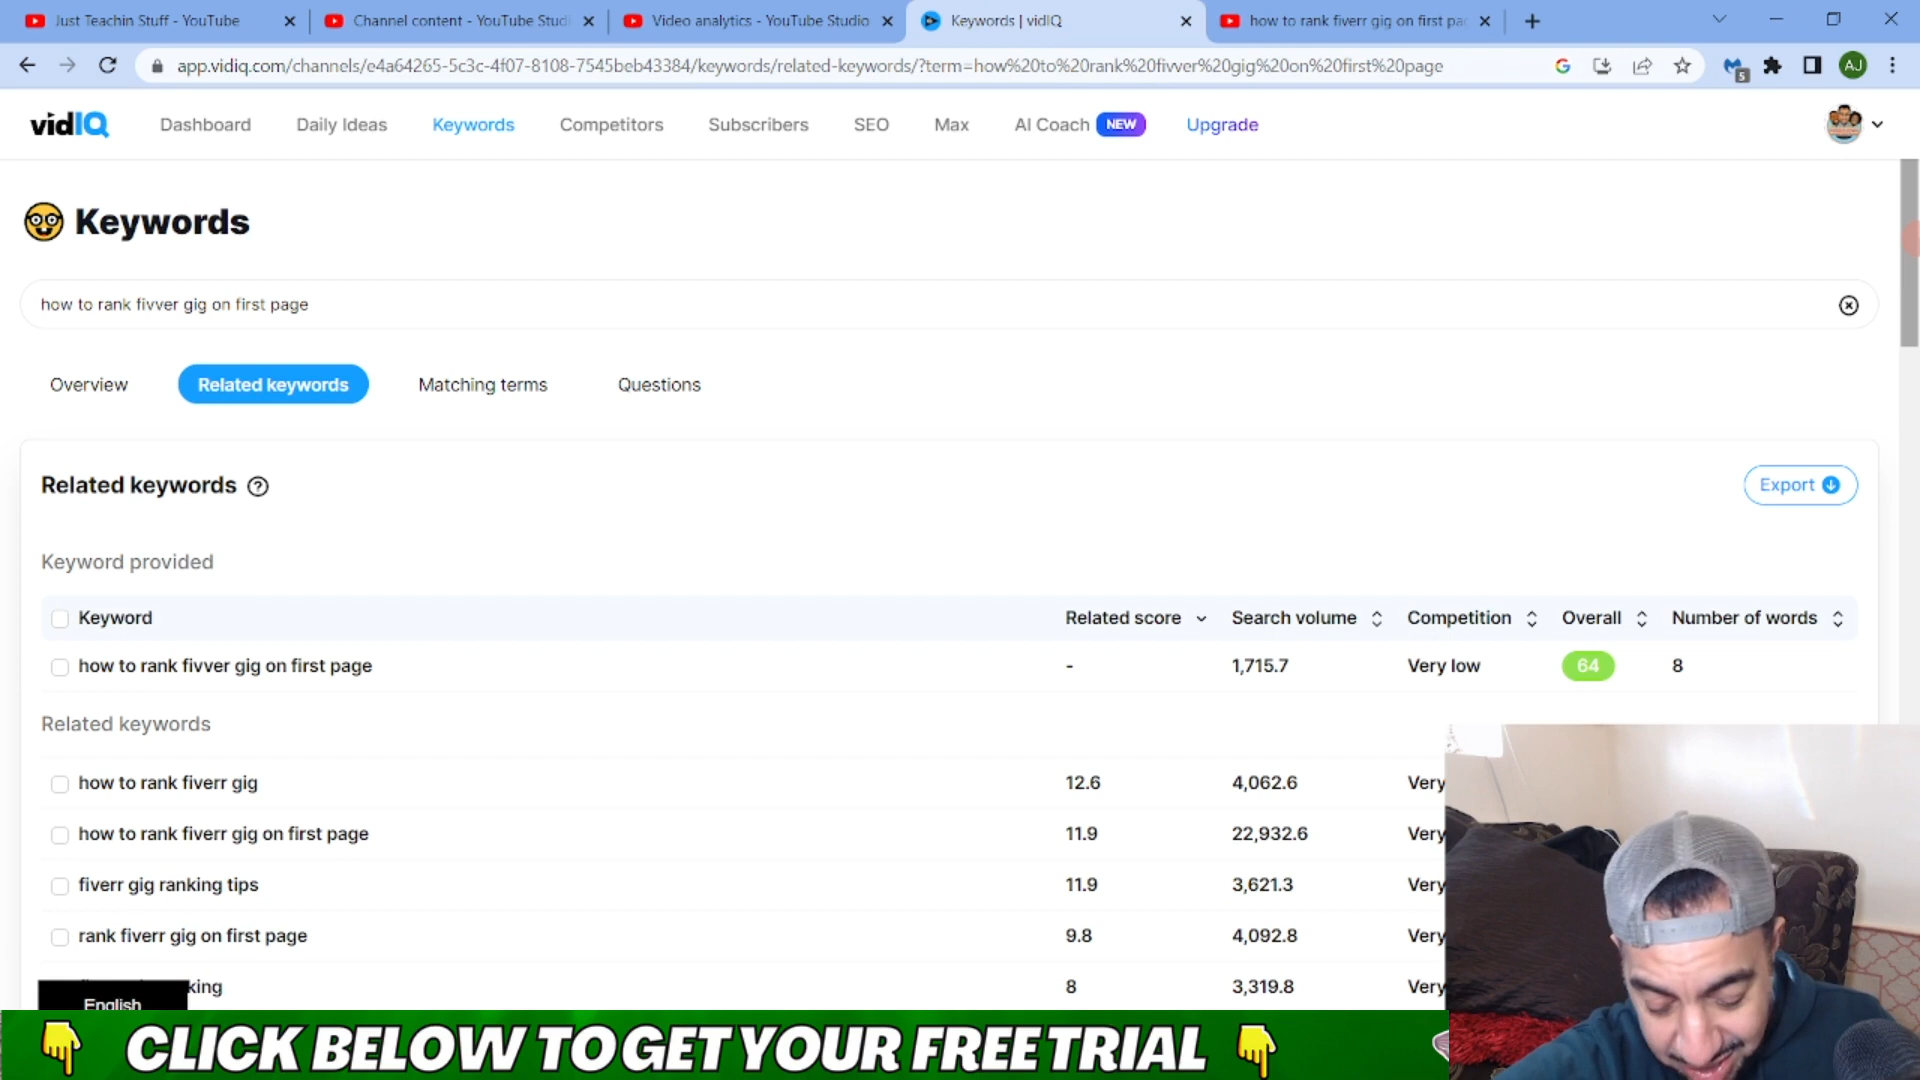 Just Teachin Stuff - YouTube
Channel content - YouTube Studi
Video analytics - YouTube Studio
Keywords | vidIQ
how to rank fiverr gig on first pag
app.vidiq.com/channels/e4a64265-5c3c-4f07-8108-7545beb43384/keywords/related-keywords/?term=how%20to%20rank%20fivver%20gig%20on%20first%20page
5
AJ
vidIQ
Dashboard
Daily Ideas
Keywords
Competitors
Subscribers
SEO
Max
AI Coach NEW
Upgrade
Keywords
how to rank fivver gig on first page
Overview
Related keywords
Matching terms
Questions
Related keywords ?
Export
Keyword provided
Keyword Related score Search volume Competition Overall Number of words
how to rank fivver gig on first page - 1,715.7 Very low 64 8
Related keywords
how to rank fiverr gig 12.6 4,062.6 Very
how to rank fiverr gig on first page 11.9 22,932.6 Very
fiverr gig ranking tips 11.9 3,621.3 Very
rank fiverr gig on first page 9.8 4,092.8 Very
king 8 3,319.8 Very
English
CLICK BELOW TO GET YOUR FREE TRIAL